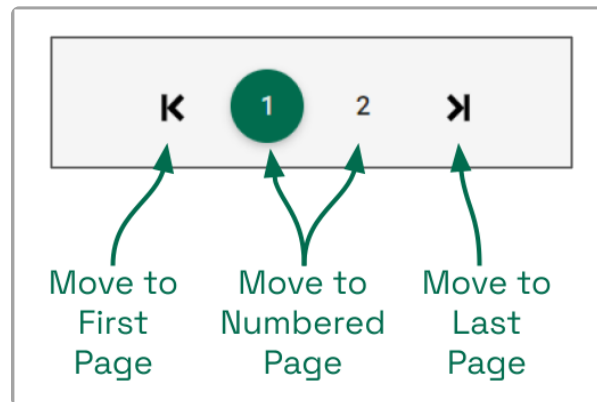 1 2
Move to
First
Page
Move to
Numbered
Page
Move to
Last
Page